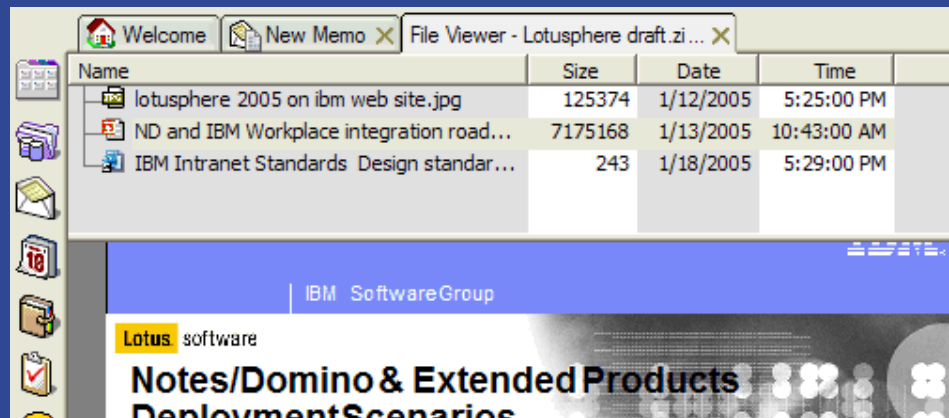 Welcome New Memo File Viewer - Lotusphere draft.zi...
Name Size Date Time
lotusphere 2005 on ibm web site.jpg 125374 1/12/2005 5:25:00 PM
ND and IBM Workplace integration road... 7175168 1/13/2005 10:43:00 AM
IBM Intranet Standards Design standar... 243 1/18/2005 5:29:00 PM
18
IBM SoftwareGroup
Lotus. software
Notes/Domino & Extended Products
DeploymentScenarios